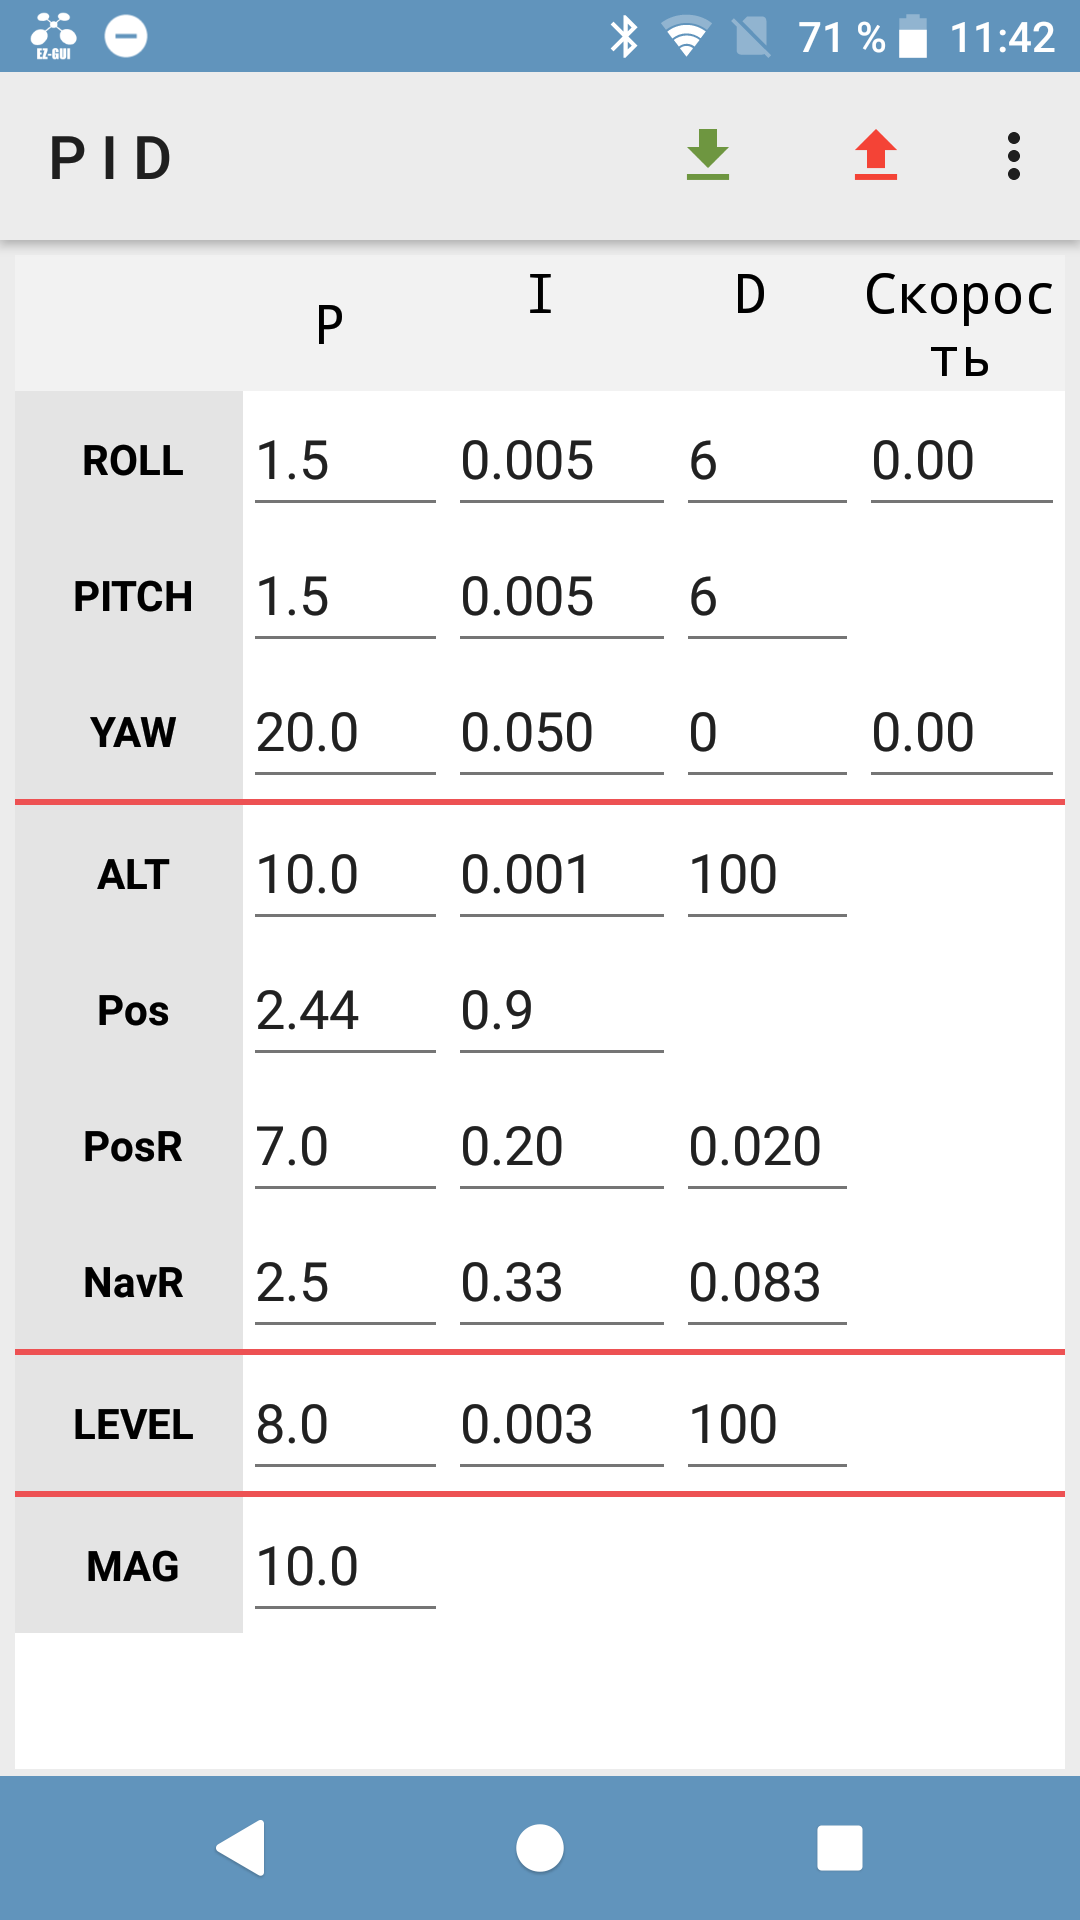 EZ-GUI 71 % 11:42
PID
P I D Скорос
ть
ROLL 1.5 0.005 6 0.00
PITCH 1.5 0.005 6
YAW 20.0 0.050 0 0.00
ALT 10.0 0.001 100
Pos 2.44 0.9
PosR 7.0 0.20 0.020
NavR 2.5 0.33 0.083
LEVEL 8.0 0.003 100
MAG 10.0